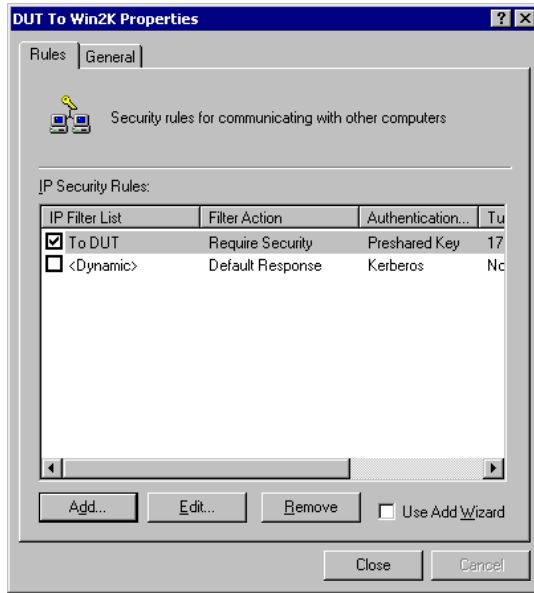 DUT To Win2K Properties
Rules General
Security rules for communicating with other computers
IP Security Rules:
IP Filter List Filter Action Authentication... Tu
To DUT Require Security Preshared Key 17
<Dynamic> Default Response Kerberos No
Add... Edit... Remove Use Add Wizard
Close Cancel